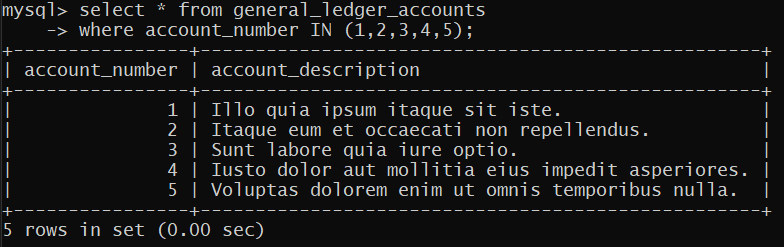 mysql> select * from general_ledger_accounts
    -> where account_number IN (1,2,3,4,5);
+----------------+--------------------------------------------------+
| account_number | account_description                              |
+----------------+--------------------------------------------------+
|              1 | Illo quia ipsum itaque sit iste.                 |
|              2 | Itaque eum et occaecati non repellendus.         |
|              3 | Sunt labore quia iure optio.                     |
|              4 | Iusto dolor aut mollitia eius impedit asperiores. |
|              5 | Voluptas dolorem enim ut omnis temporibus nulla. |
+----------------+--------------------------------------------------+
5 rows in set (0.00 sec)